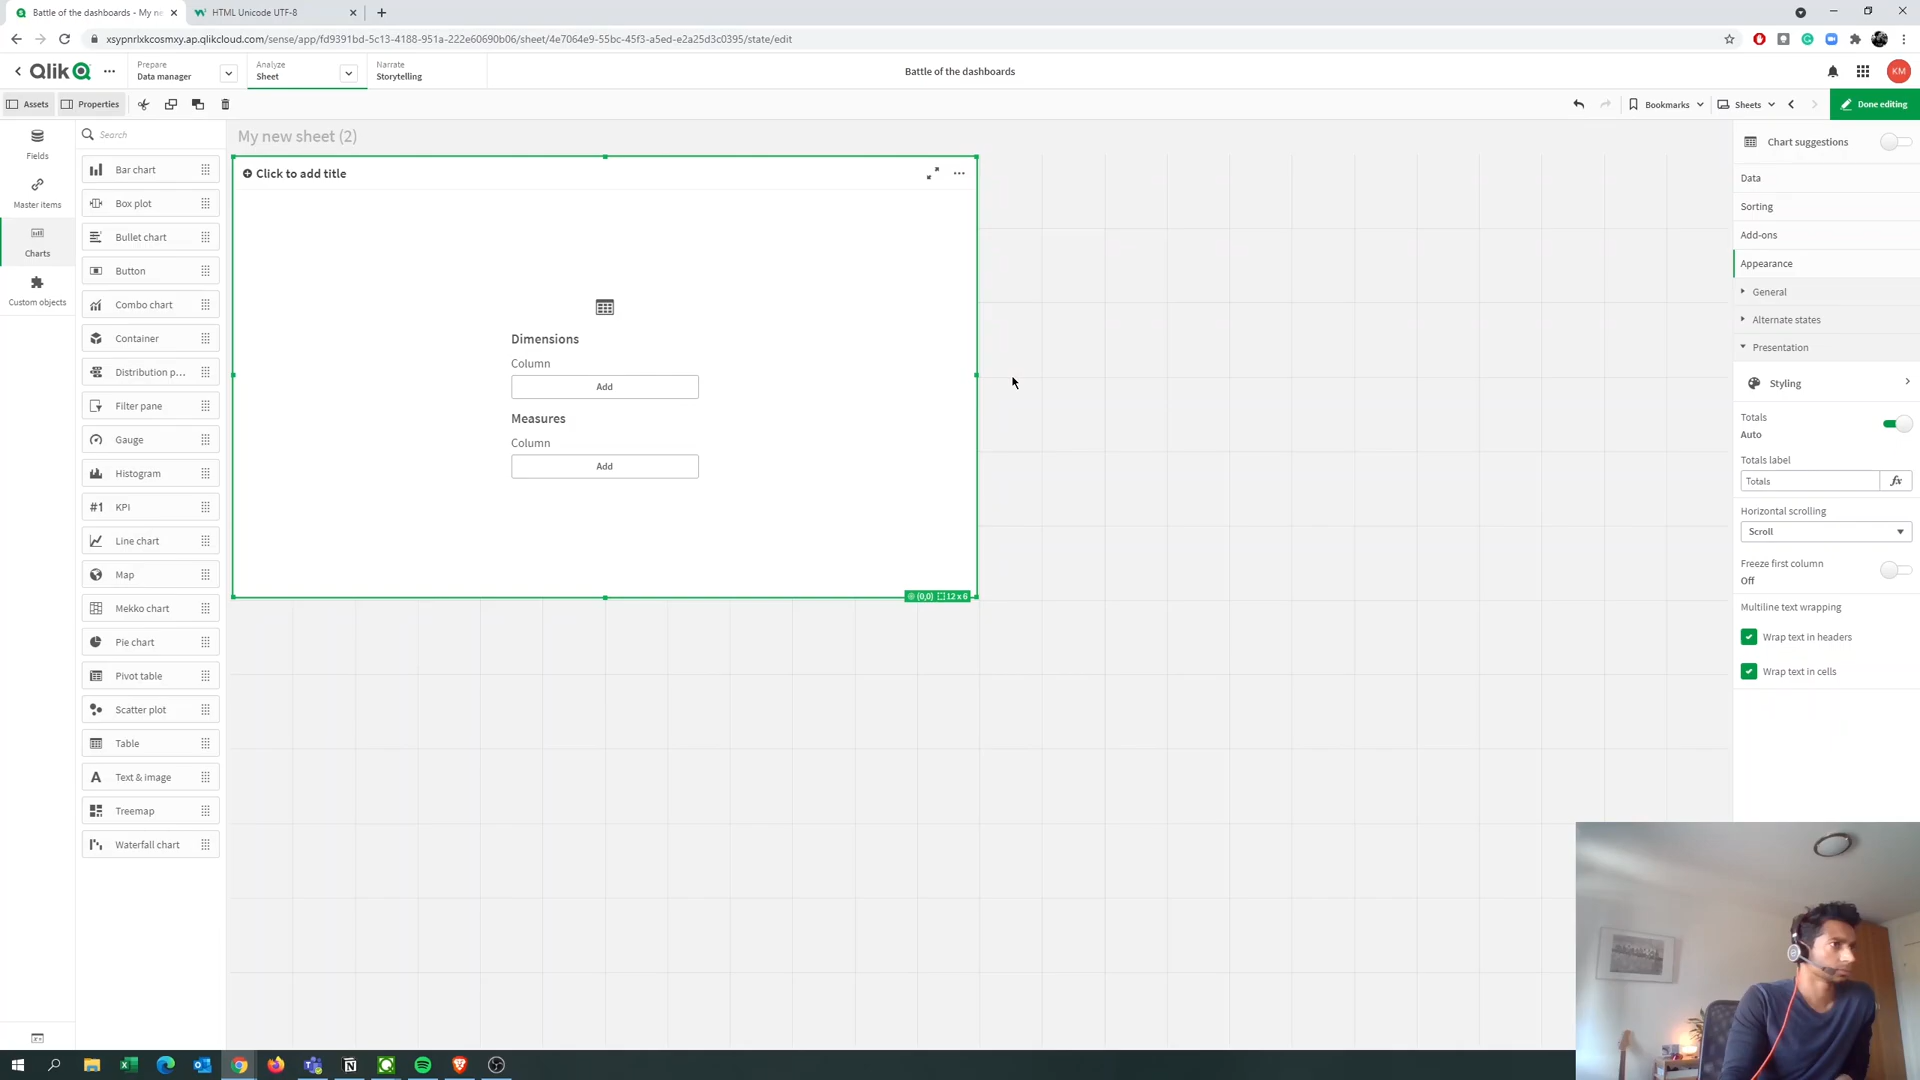 Battle of the dashboards - My ne
HTML Unicode UTF-8
xsypnrlxkcosmxy.ap.qlikcloud.com/sense/app/fd9391bd-5c13-4188-951a-222e60690b06/sheet/4e7064e9-55bc-45f3-a5ed-e2a25d3c0395/state/edit
Qlik
Prepare
Data manager
Analyze
Sheet
Narrate
Storytelling
Battle of the dashboards
KM
Assets
Properties
Bookmarks
Sheets
Done editing
Fields
Master items
Charts
Custom objects
Search
Bar chart
Box plot
Bullet chart
Button
Combo chart
Container
Distribution p...
Filter pane
Gauge
Histogram
#1 KPI
Line chart
Map
Mekko chart
Pie chart
Pivot table
Scatter plot
Table
A Text & image
Treemap
Waterfall chart
My new sheet (2)
Click to add title
Dimensions
Column
Add
Measures
Column
Add
(0,0) 12 x 6
Chart suggestions
Data
Sorting
Add-ons
Appearance
General
Alternate states
Presentation
Styling
Totals
Auto
Totals label
Totals
fx
Horizontal scrolling
Scroll
Freeze first column
Off
Multiline text wrapping
Wrap text in headers
Wrap text in cells